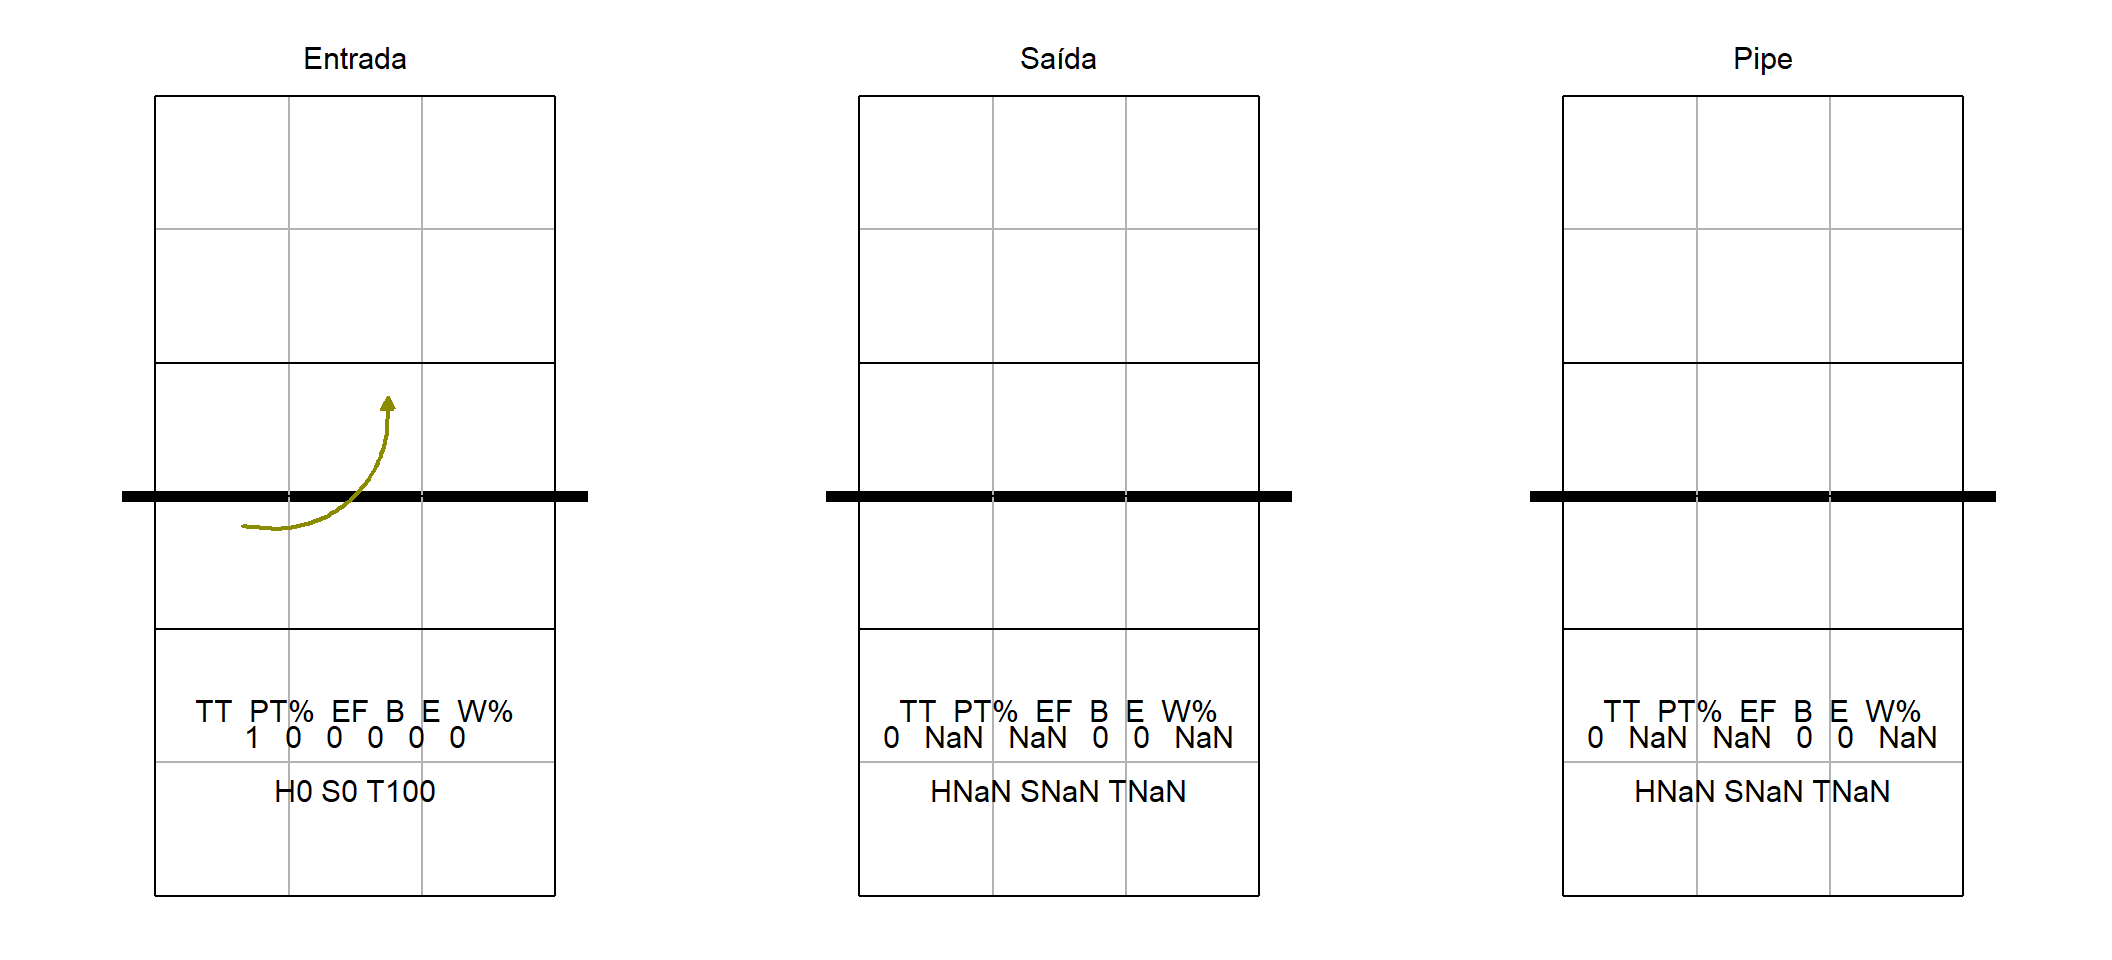 Entrada
TT PT% EF B E W%
1 0 0 0 0 0
H0 S0 T100
Saída
TT PT% EF B E W%
0 NaN NaN 0 0 NaN
HNaN SNaN TNaN
Pipe
TT PT% EF B E W%
0 NaN NaN 0 0 NaN
HNaN SNaN TNaN